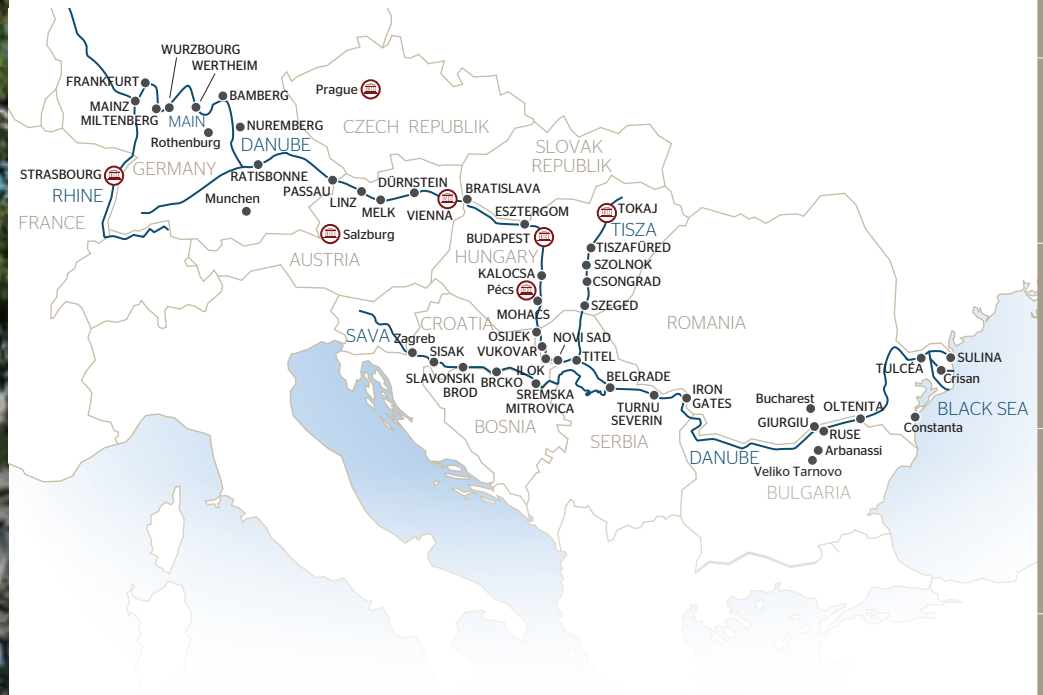 WURZBOURG
WERTHEIM
FRANKFURT
BAMBERG
MAINZ
MILTENBERG
MAIN
NUREMBERG
Rothenburg
DANUBE
Prague
CZECH REPUBLIK
SLOVAK
REPUBLIK
STRASBOURG
GERMANY
RHINE
FRANCE
RATISBONNE
Munchen
PASSAU
LINZ
DÜRNSTEIN
MELK
VIENNA
BRATISLAVA
Salzburg
AUSTRIA
ESZTERGOM
BUDAPEST
HUNGARY
TOKAJ
TISZA
TISZAFÜRED
SZOLNOK
CSONGRAD
SZEGED
KALOCSA
Pécs
MOHACS
CROATIA
SAVA
Zagreb
SISAK
OSIJEK
VUKOVAR
NOVI SAD
TITEL
ILOK
SLAVONSKI
BROD
BRCKO
SREMSKA
MITROVICA
BOSNIA
BELGRADE
TURNU
SEVERIN
IRON
GATES
SERBIA
ROMANIA
DANUBE
Bucharest
GIURGIU
OLTENITA
RUSE
Arbanassi
Veliko Tarnovo
BULGARIA
TULCEA
SULINA
Crisan
Constanta
BLACK SEA